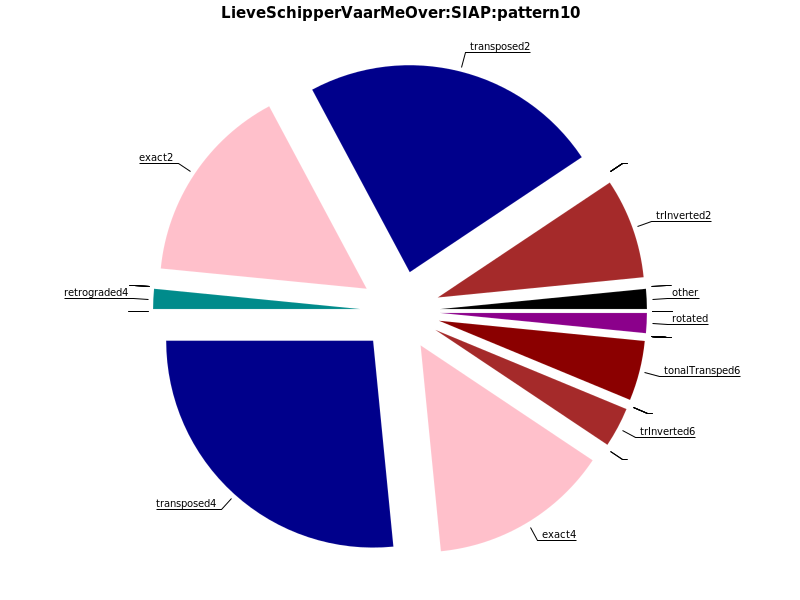 LieveSchipperVaarMeOver:SIAP:pattern10
transposed2
exact2
trInverted2
retrograded4
other
rotated
tonalTransped6
trInverted6
transposed4
exact4